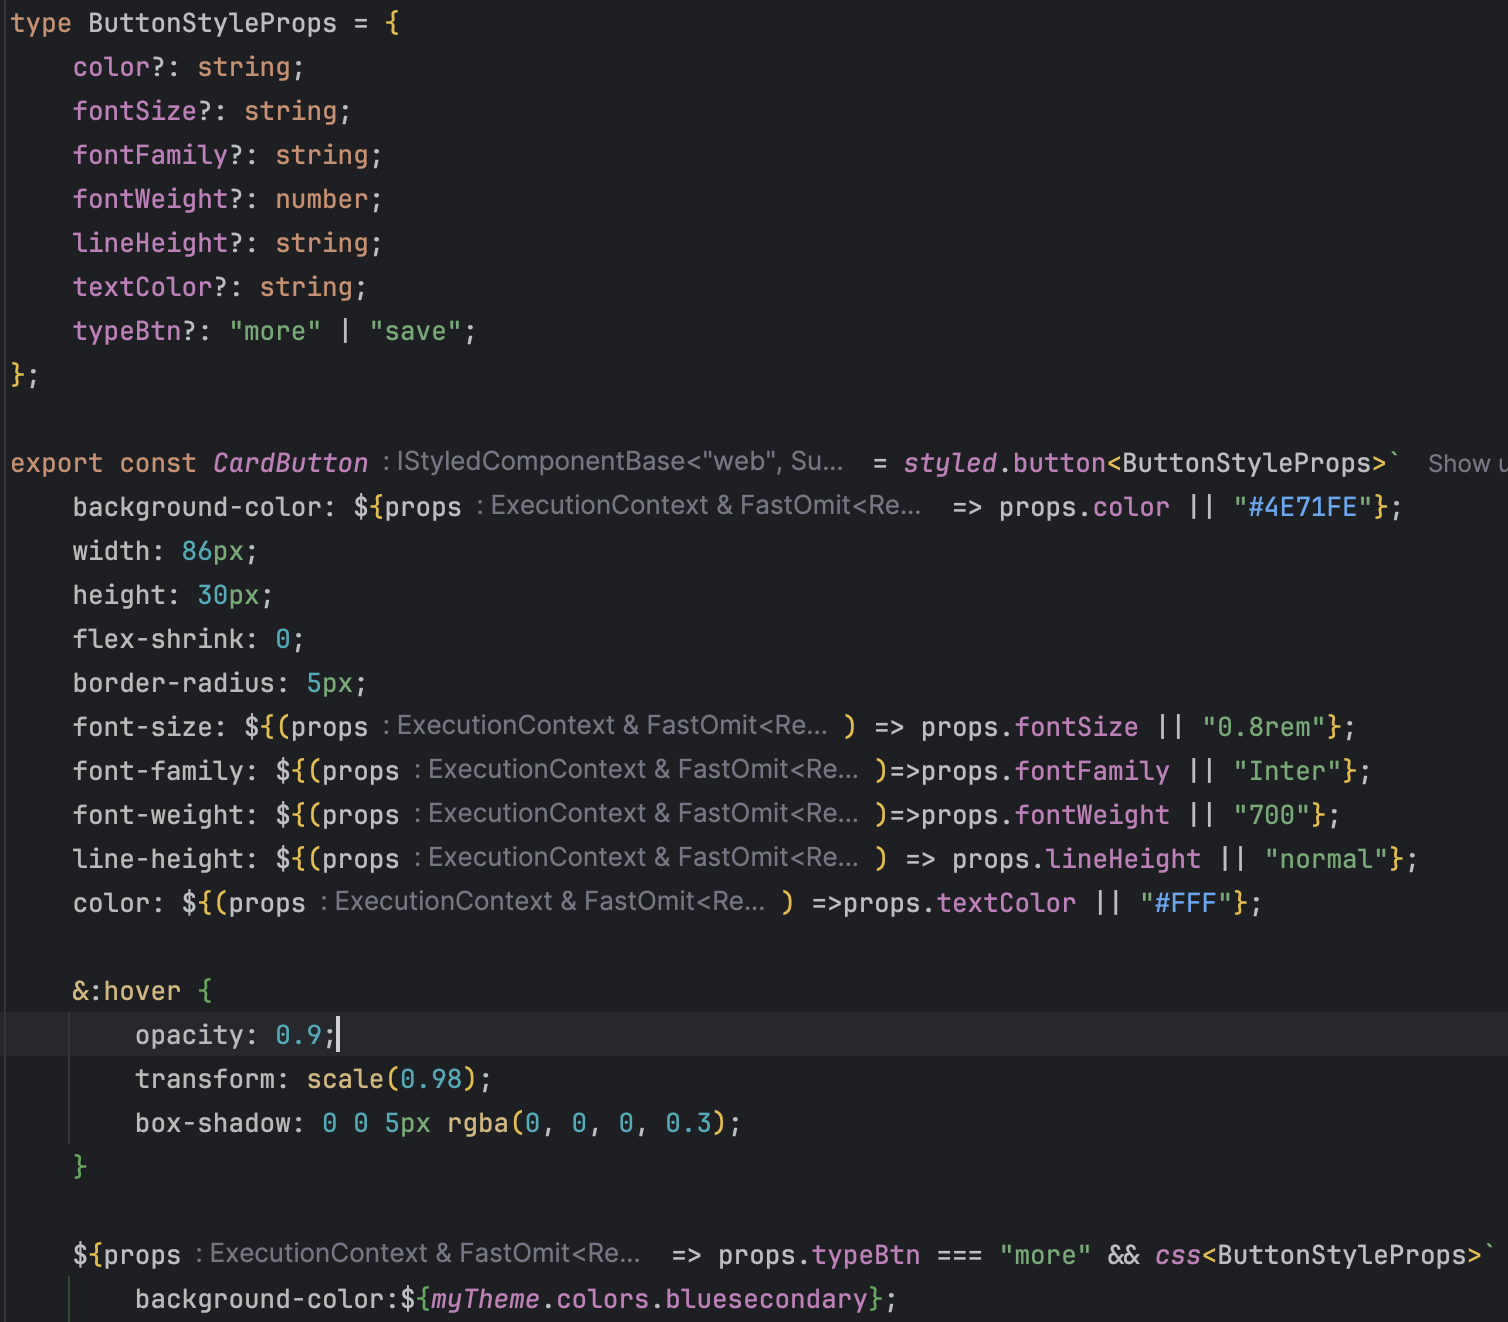 type ButtonStyleProps = {
    color?: string;
    fontSize?: string;
    fontFamily?: string;
    fontWeight?: number;
    lineHeight?: string;
    textColor?: string;
    typeBtn?: "more" | "save";
};

export const CardButton : IStyledComponentBase<"web", Su... = styled.button<ButtonStyleProps>` Show u
    background-color: ${props : ExecutionContext & FastOmit<Re... => props.color || "#4E71FE"};
    width: 86px;
    height: 30px;
    flex-shrink: 0;
    border-radius: 5px;
    font-size: ${(props : ExecutionContext & FastOmit<Re... ) => props.fontSize || "0.8rem"};
    font-family: ${(props : ExecutionContext & FastOmit<Re... )=>props.fontFamily || "Inter"};
    font-weight: ${(props : ExecutionContext & FastOmit<Re... )=>props.fontWeight || "700"};
    line-height: ${(props : ExecutionContext & FastOmit<Re... ) => props.lineHeight || "normal"};
    color: ${(props : ExecutionContext & FastOmit<Re... ) =>props.textColor || "#FFF"};

    &:hover {
        opacity: 0.9;
        transform: scale(0.98);
        box-shadow: 0 0 5px rgba(0, 0, 0, 0.3);
    }

    ${props : ExecutionContext & FastOmit<Re... => props.typeBtn === "more" && css<ButtonStyleProps>`
        background-color:${myTheme.colors.bluesecondary};